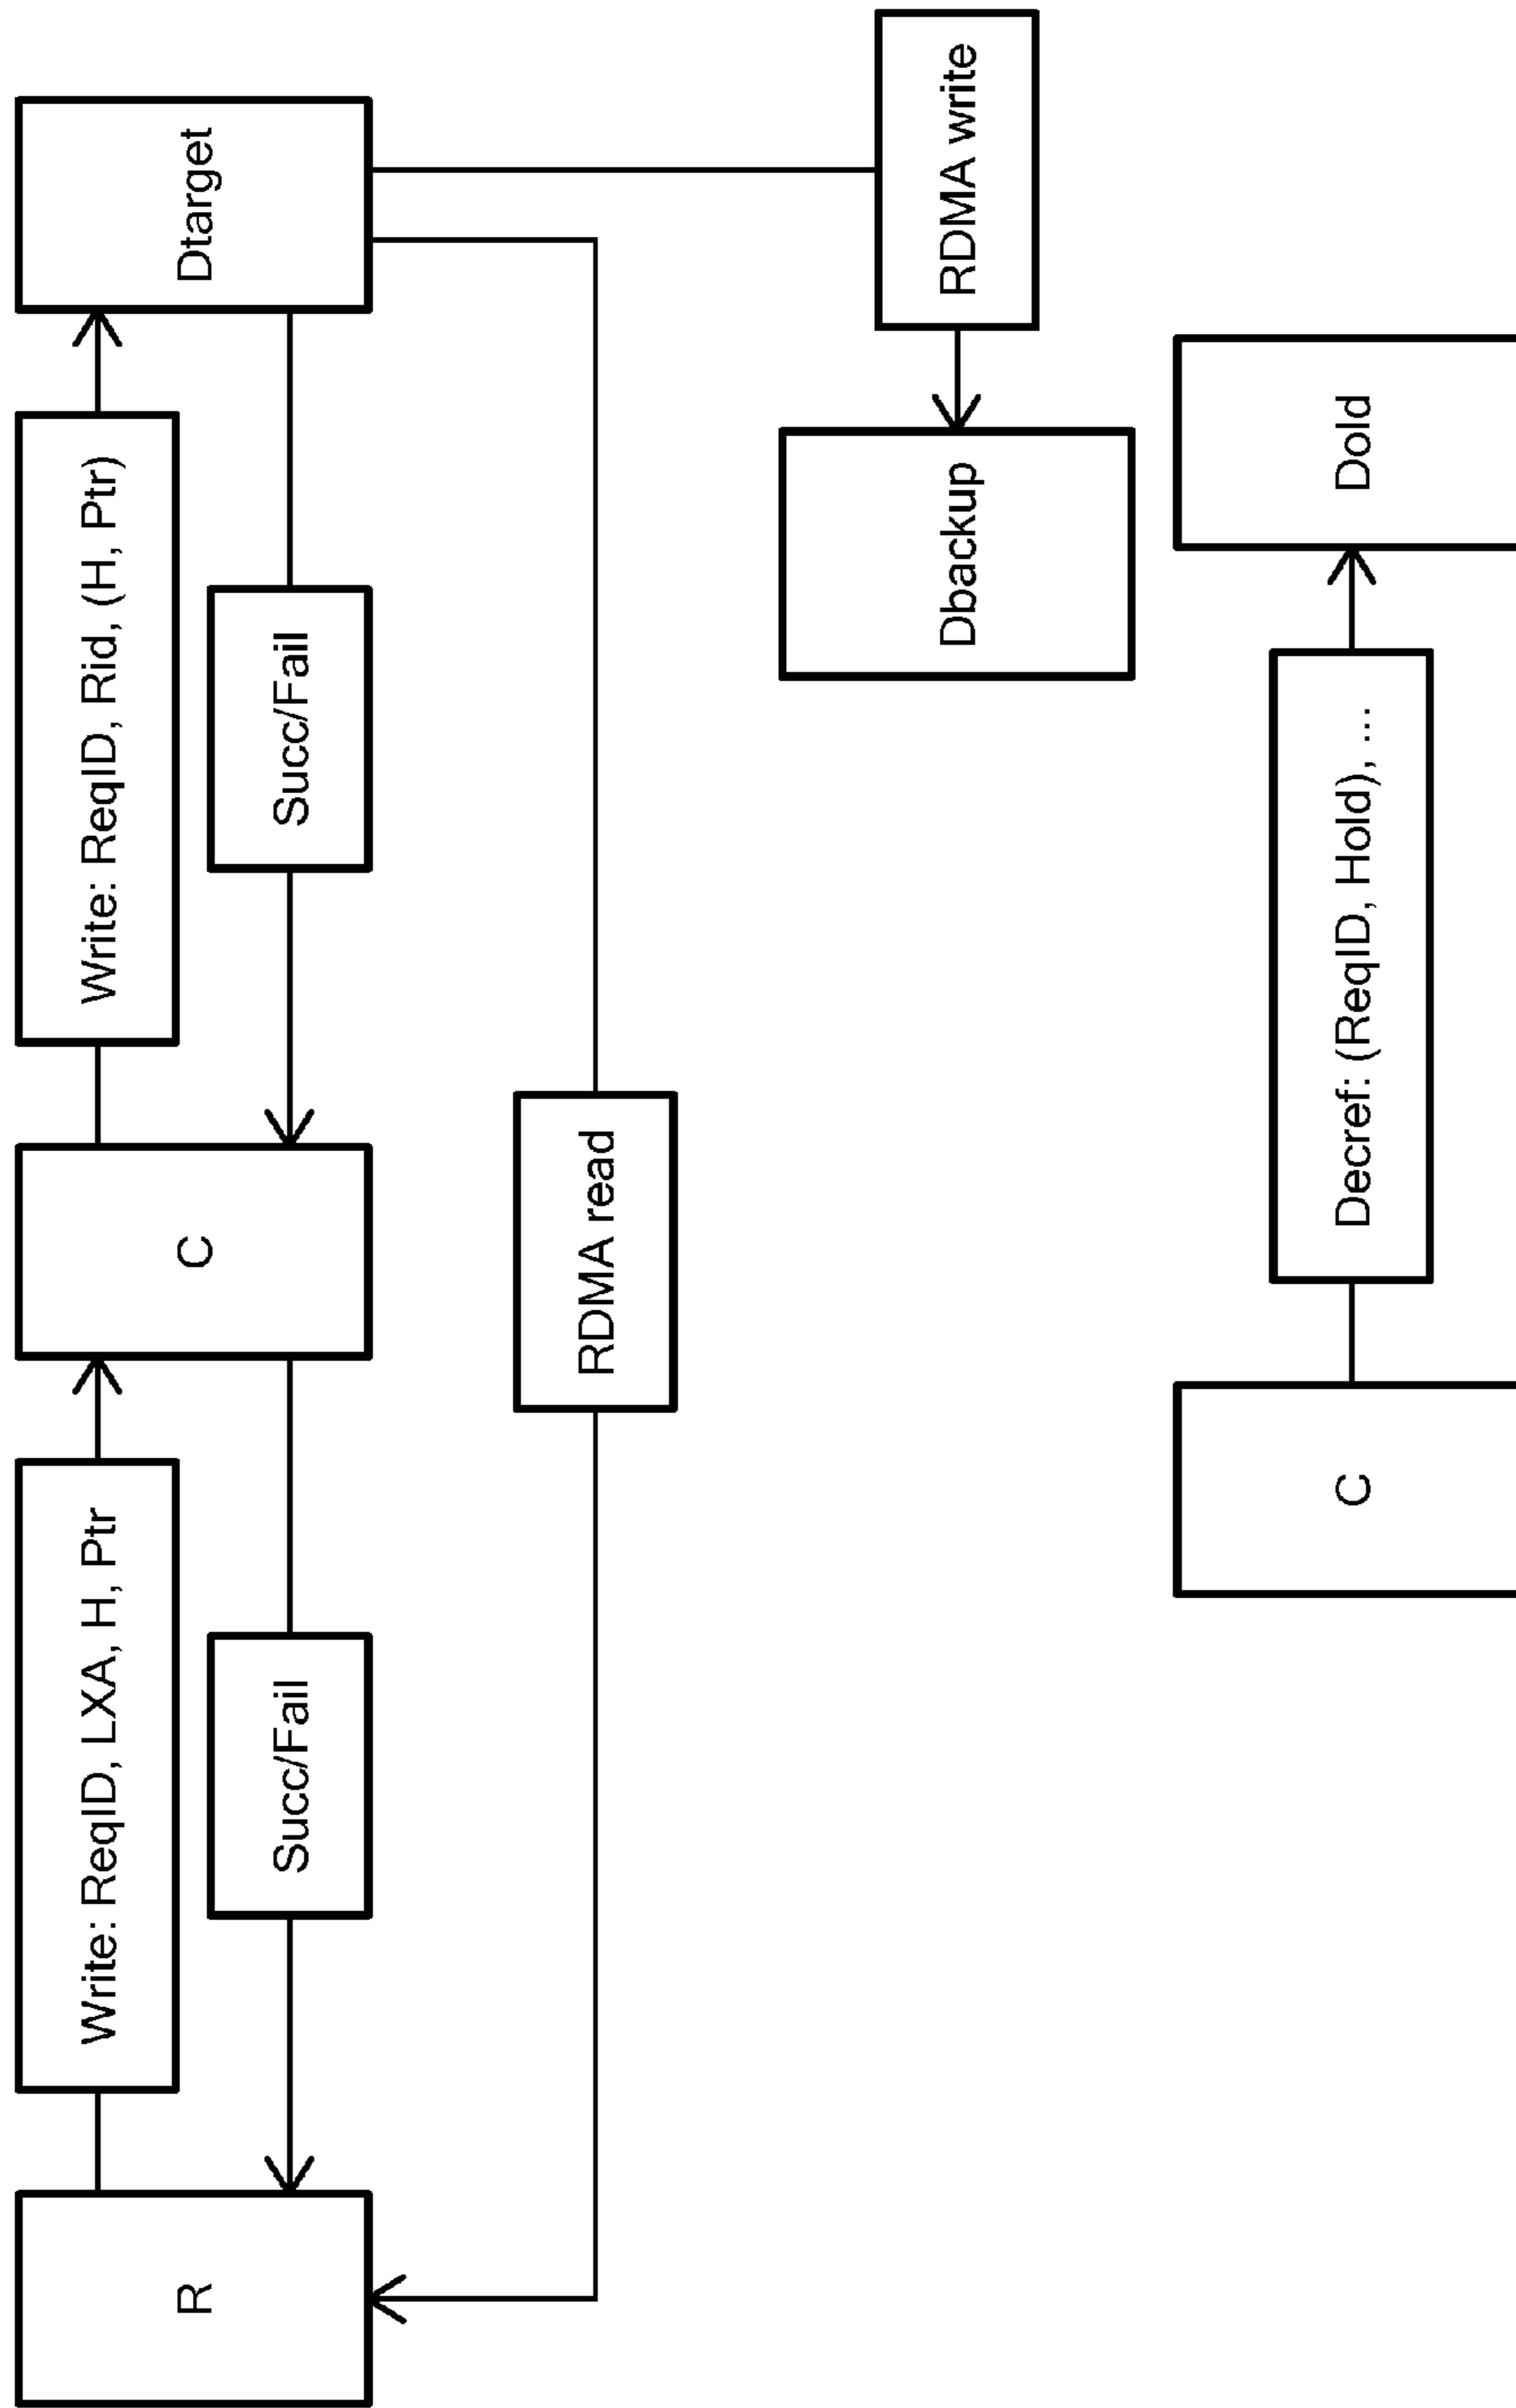 R
Write: ReqID, LXA, H, Ptr
C
Write: ReqID, Rid, (H, Ptr)
Dtarget
Succ/Fail
Succ/Fail
RDMA read
RDMA write
Dbackup
C
Decref: (ReqID, Hold), ...
Dold